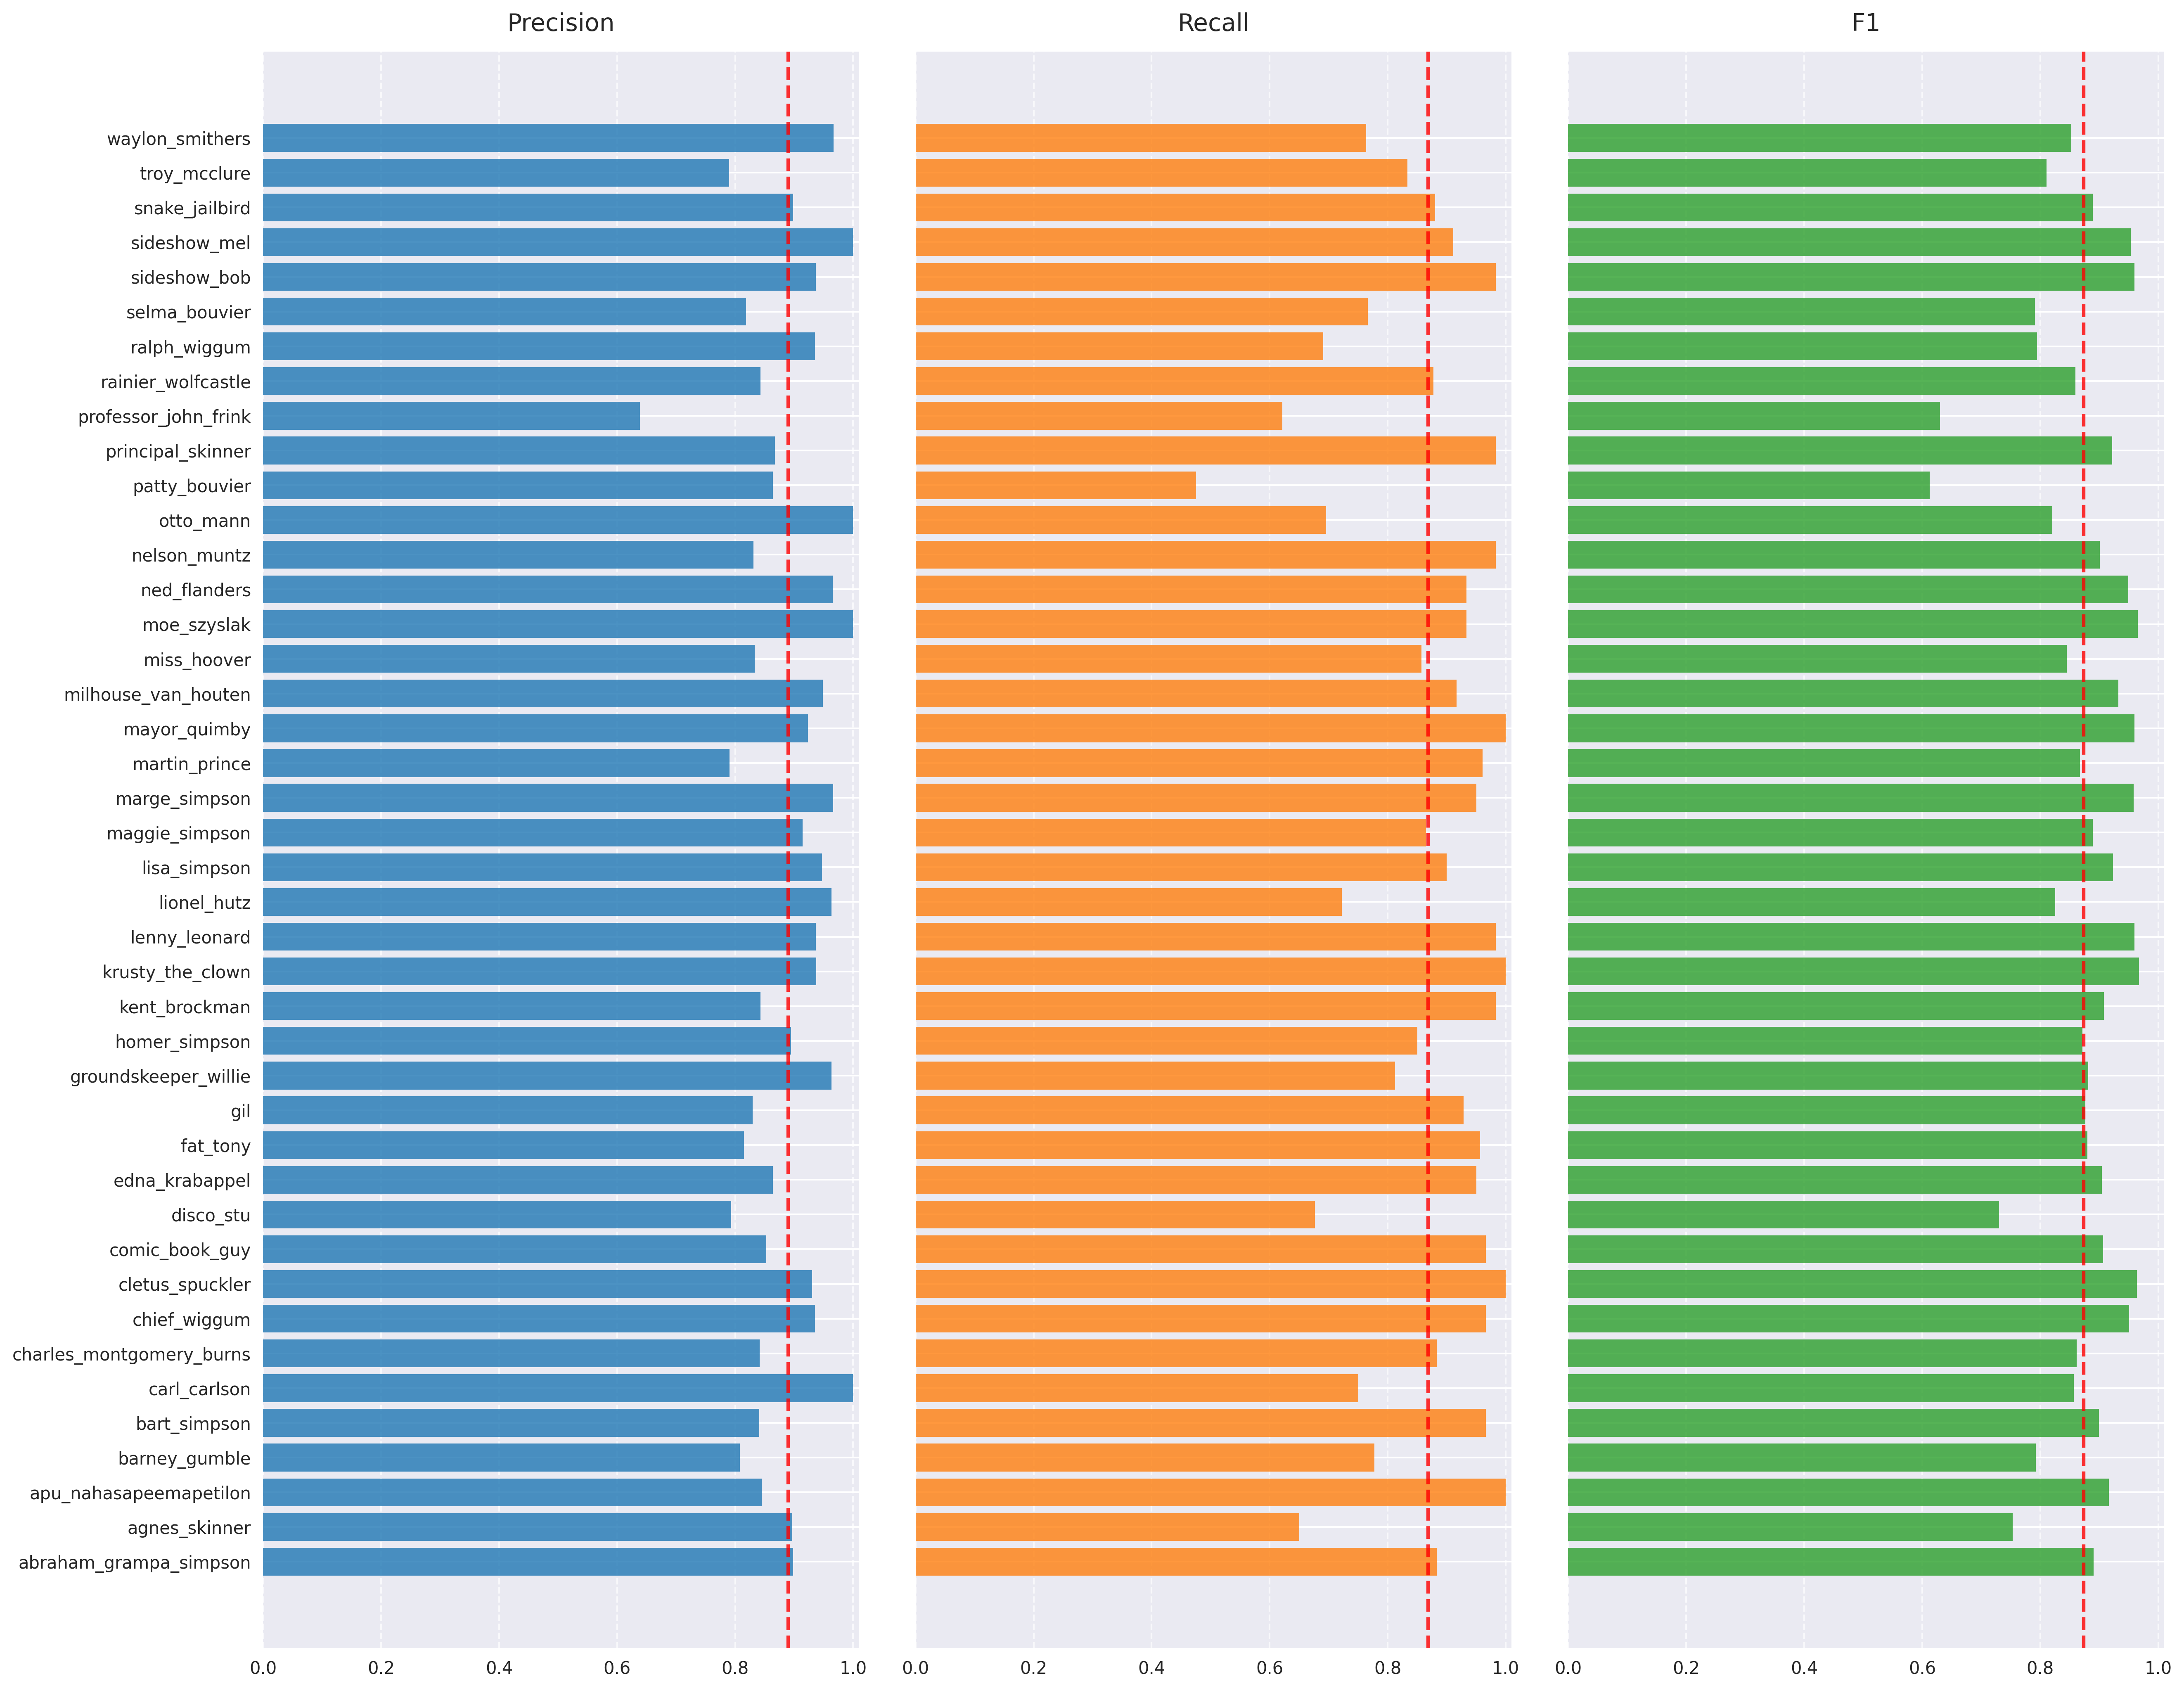 Precision Recall F1
waylon_smithers
troy_mcclure
snake_jailbird
sideshow_mel
sideshow_bob
selma_bouvier
ralph_wiggum
rainier_wolfcastle
professor_john_frink
principal_skinner
patty_bouvier
otto_mann
nelson_muntz
ned_flanders
moe_szyslak
miss_hoover
milhouse_van_houten
mayor_quimby
martin_prince
marge_simpson
maggie_simpson
lisa_simpson
lionel_hutz
lenny_leonard
krusty_the_clown
kent_brockman
homer_simpson
groundskeeper_willie
gil
fat_tony
edna_krabappel
disco_stu
comic_book_guy
cletus_spuckler
chief_wiggum
charles_montgomery_burns
carl_carlson
bart_simpson
barney_gumble
apu_nahasapeemapetilon
agnes_skinner
abraham_grampa_simpson
0.0 0.2 0.4 0.6 0.8 1.0 0.0 0.2 0.4 0.6 0.8 1.0 0.0 0.2 0.4 0.6 0.8 1.0